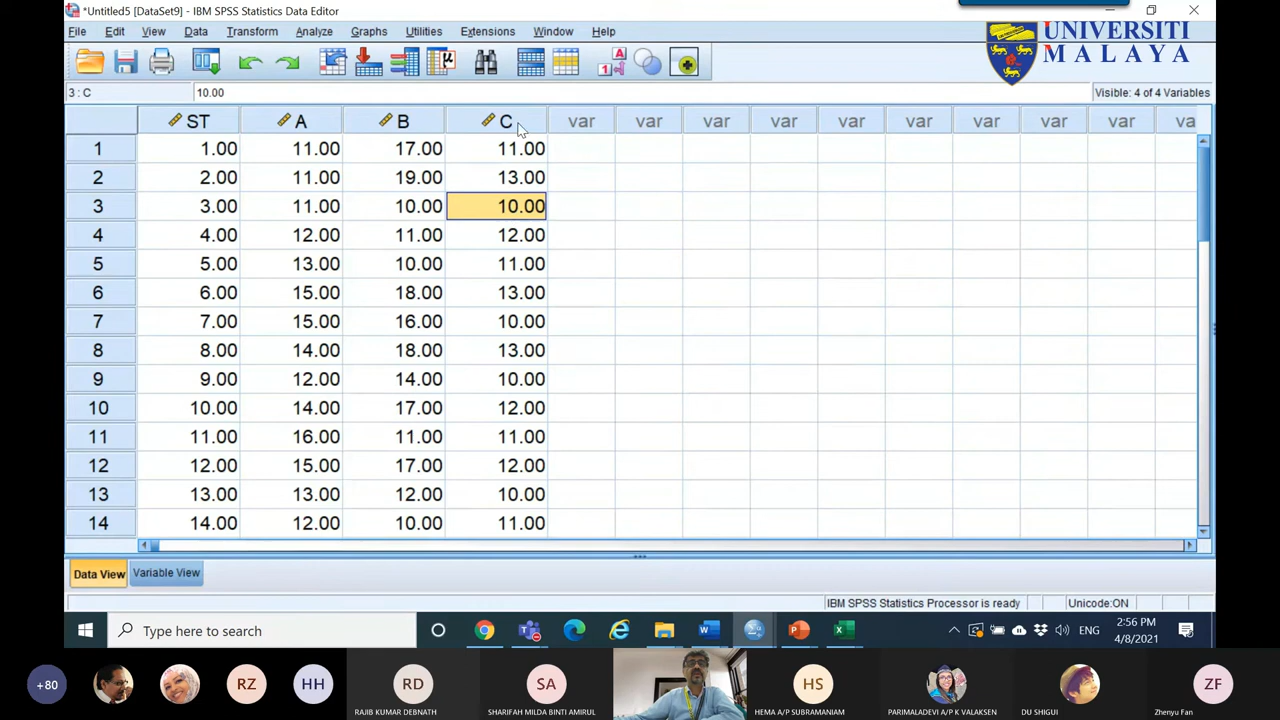 *Untitled5 [DataSet9] - IBM SPSS Statistics Data Editor
File Edit View Data Transform Analyze Graphs Utilities Extensions Window Help
UNIVERSITI
MALAYA
3 : C 10.00 Visible: 4 of 4 Variables
ST A B C var var var var var var var var var va
1 1.00 11.00 17.00 11.00
2 2.00 11.00 19.00 13.00
3 3.00 11.00 10.00 10.00
4 4.00 12.00 11.00 12.00
5 5.00 13.00 10.00 11.00
6 6.00 15.00 18.00 13.00
7 7.00 15.00 16.00 10.00
8 8.00 14.00 18.00 13.00
9 9.00 12.00 14.00 10.00
10 10.00 14.00 17.00 12.00
11 11.00 16.00 11.00 11.00
12 12.00 15.00 17.00 12.00
13 13.00 13.00 12.00 10.00
14 14.00 12.00 10.00 11.00
Data View Variable View
IBM SPSS Statistics Processor is ready Unicode:ON
Type here to search ENG 2:56 PM
4/8/2021
+80 RZ HH RD SA HS ZF
RAJIB KUMAR DEBNATH SHARIFAH MILDA BINTI AMIRUL HEMA A/P SUBRAMANIAM PARIMALADEVI A/P K VALAKSEN DU SHIGUI Zhenyu Fan